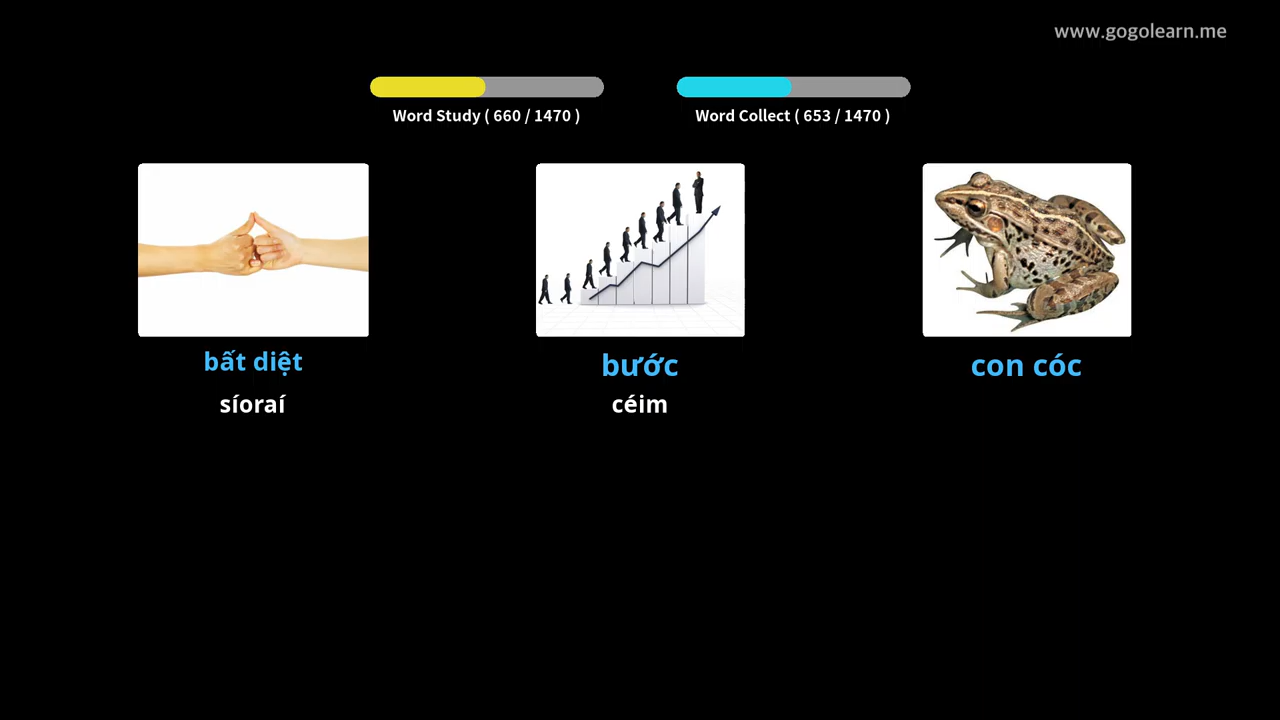 www.gogolearn.me
Word Study ( 660 / 1470 )
Word Collect ( 653 / 1470 )
bất diệt
bước
con cóc
síoraí
céim